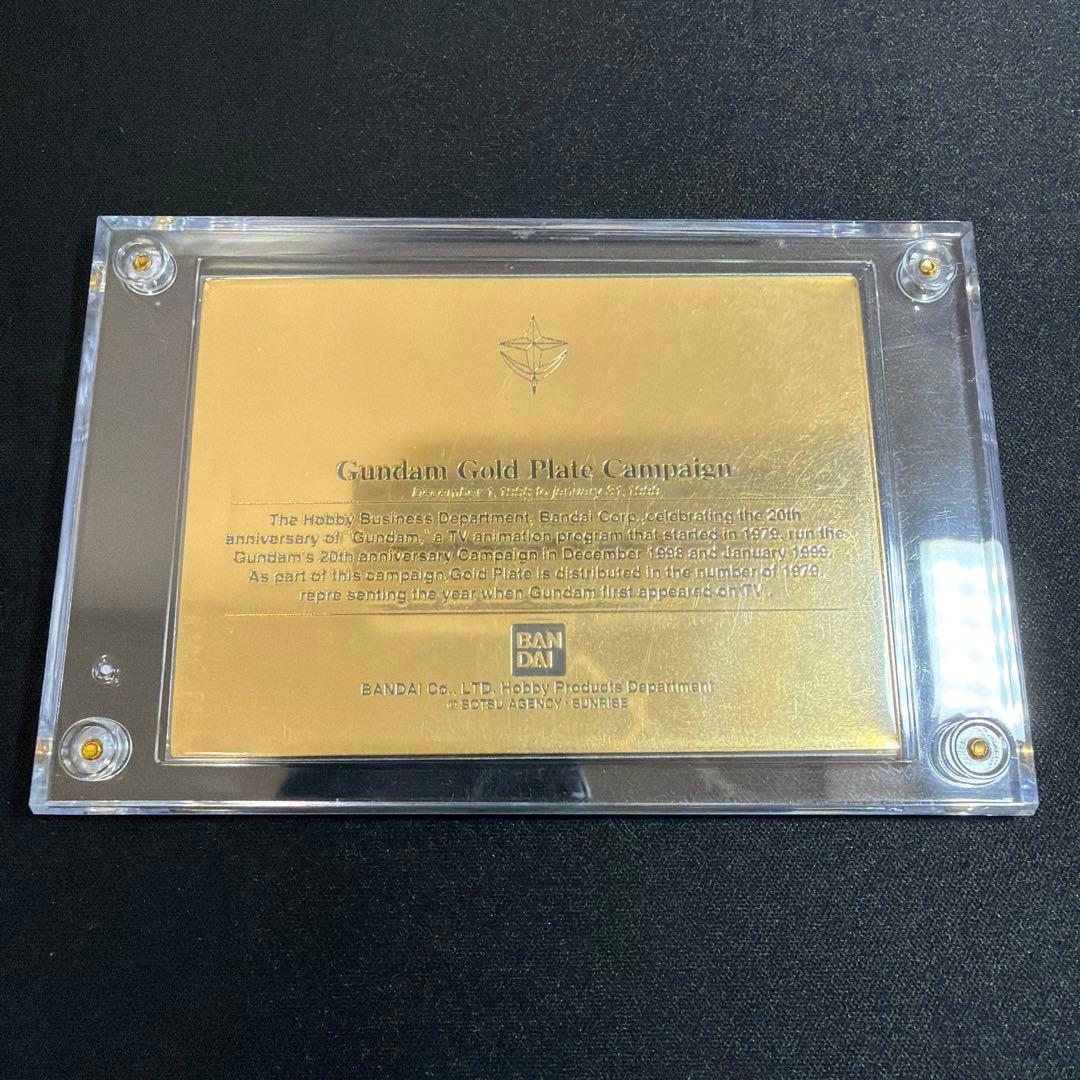 Gundam Gold Plate Campaign
December 1, 1998 to january 31, 1999
The Hobby Business Department, Bandai Corp., celebrating the 20th
anniversary of "Gundam," a TV animation program that started in 1979, run the
Gundam's 20th anniversary Campaign in December 1998 and January 1999.
As part of this campaign, Gold Plate is distributed in the number of 1979,
repre senting the year when Gundam first appeared on TV.
BAN
DAI
BANDAI Co., LTD. Hobby Products Department
© SOTSU AGENCY · SUNRISE